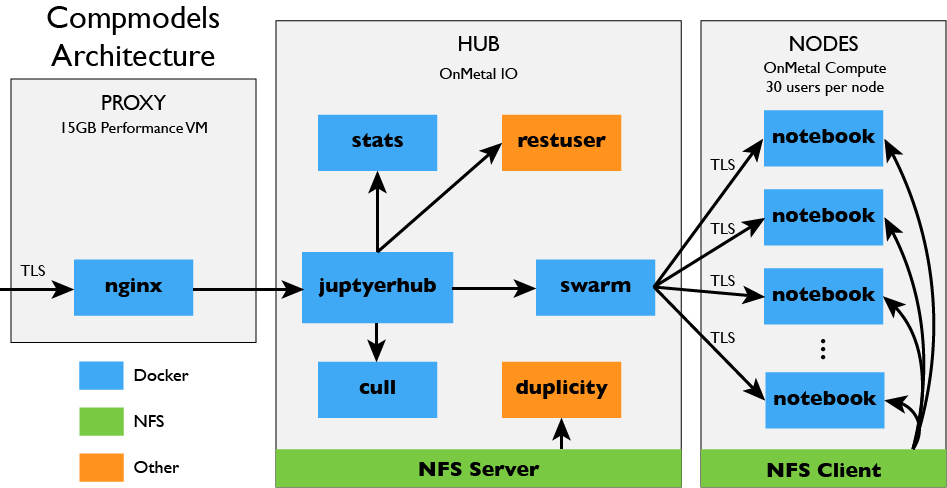 Compmodels
Architecture
PROXY
15GB Performance VM
TLS
nginx
Docker
NFS
Other
HUB
OnMetal IO
stats
restuser
juptyerhub
swarm
cull
duplicity
NFS Server
NODES
OnMetal Compute
30 users per node
TLS
notebook
TLS
notebook
TLS
notebook
TLS
⋮
notebook
NFS Client